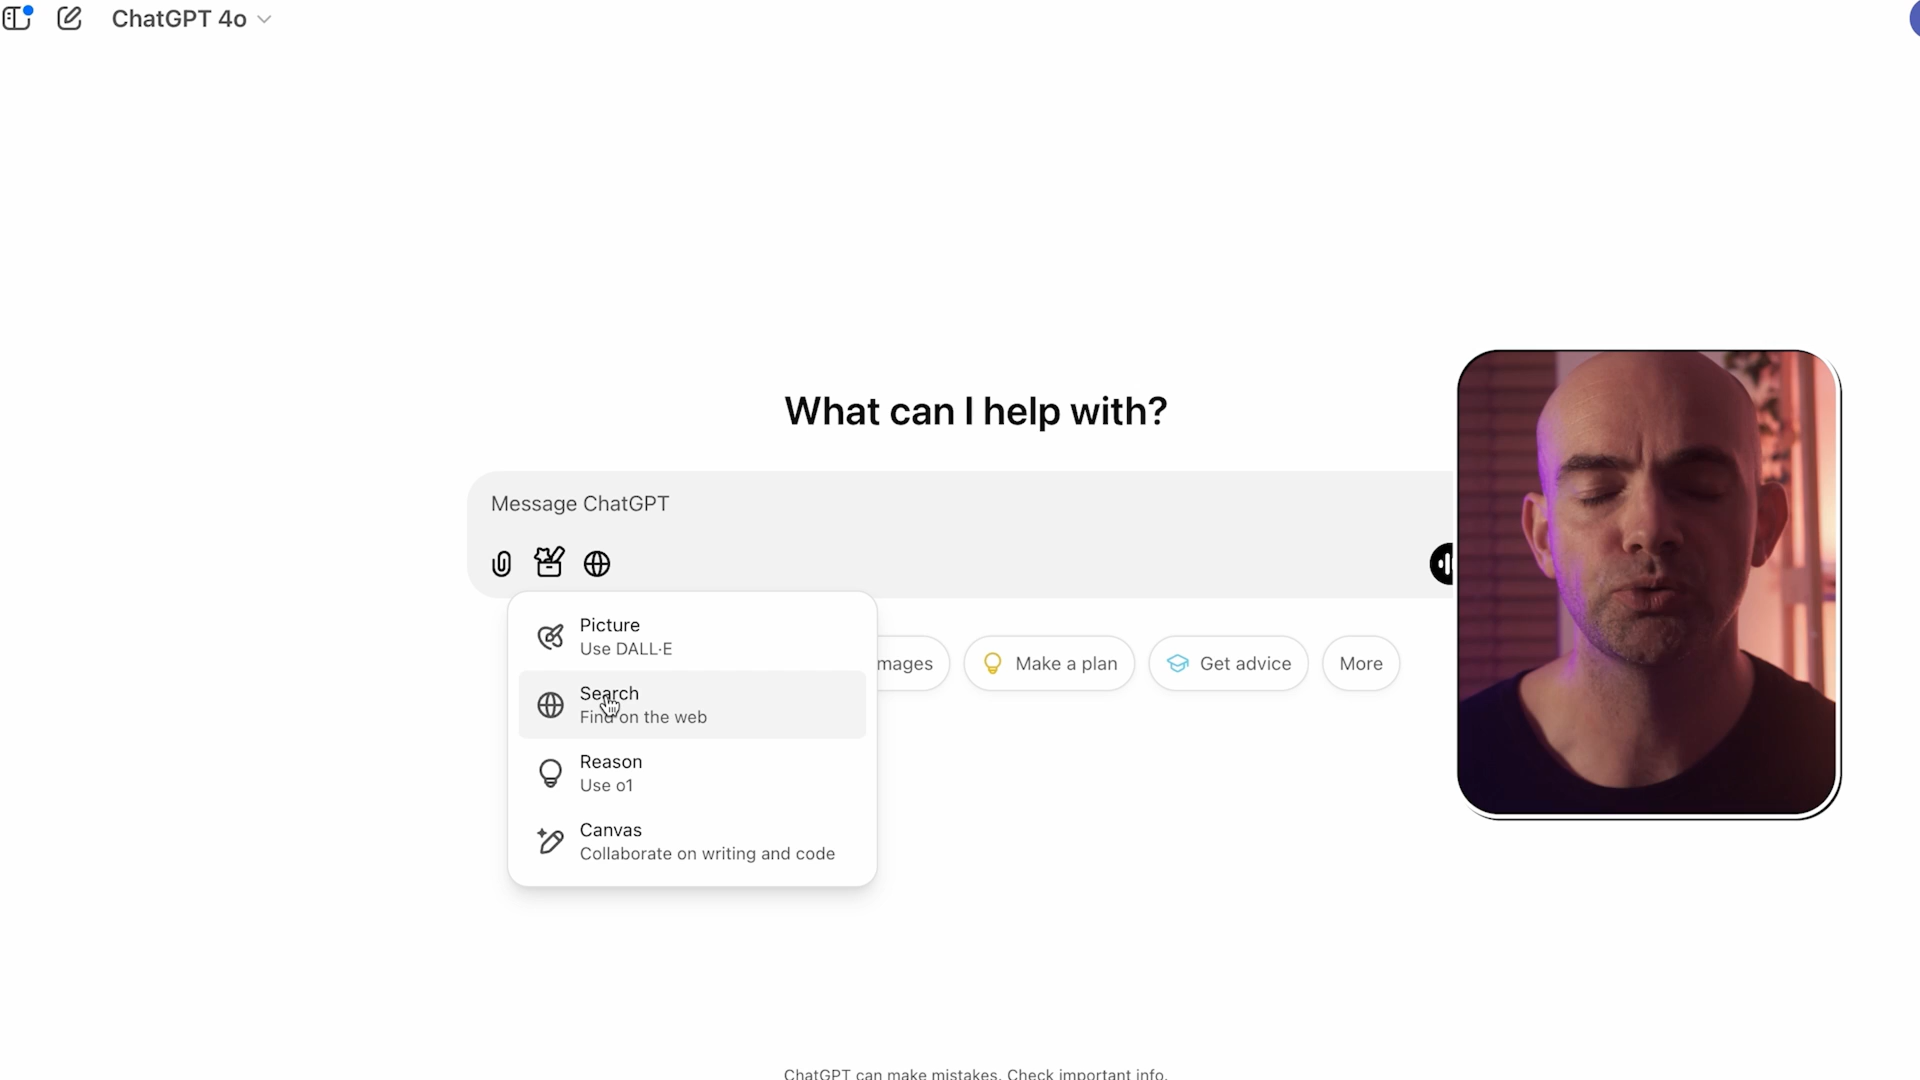 ChatGPT 4o
What can I help with?
Message ChatGPT
Picture
Use DALL·E
mages
Make a plan
Get advice
More
Search
Find on the web
Reason
Use o1
Canvas
Collaborate on writing and code
ChatGPT can make mistakes. Check important info.